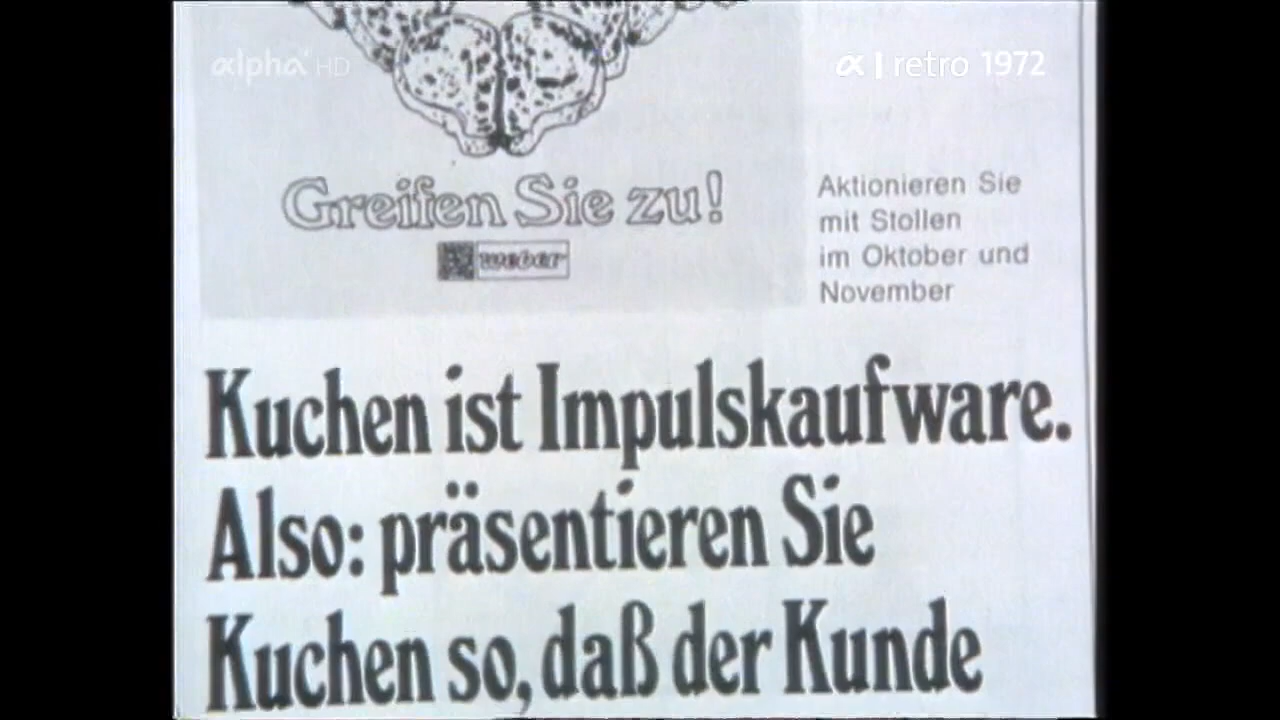 alpha HD
α | retro 1972
Greifen Sie zu!
weber
Aktionieren Sie
mit Stollen
im Oktober und
November
Kuchen ist Impulskaufware.
Also: präsentieren Sie
Kuchen so, daß der Kunde